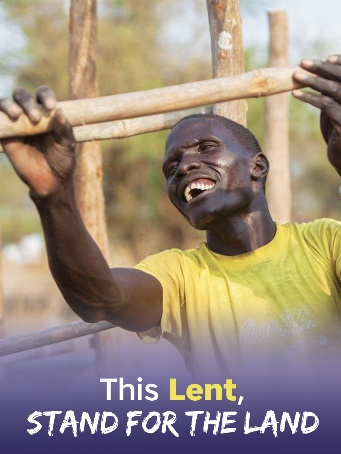 This Lent,
STAND FOR THE LAND